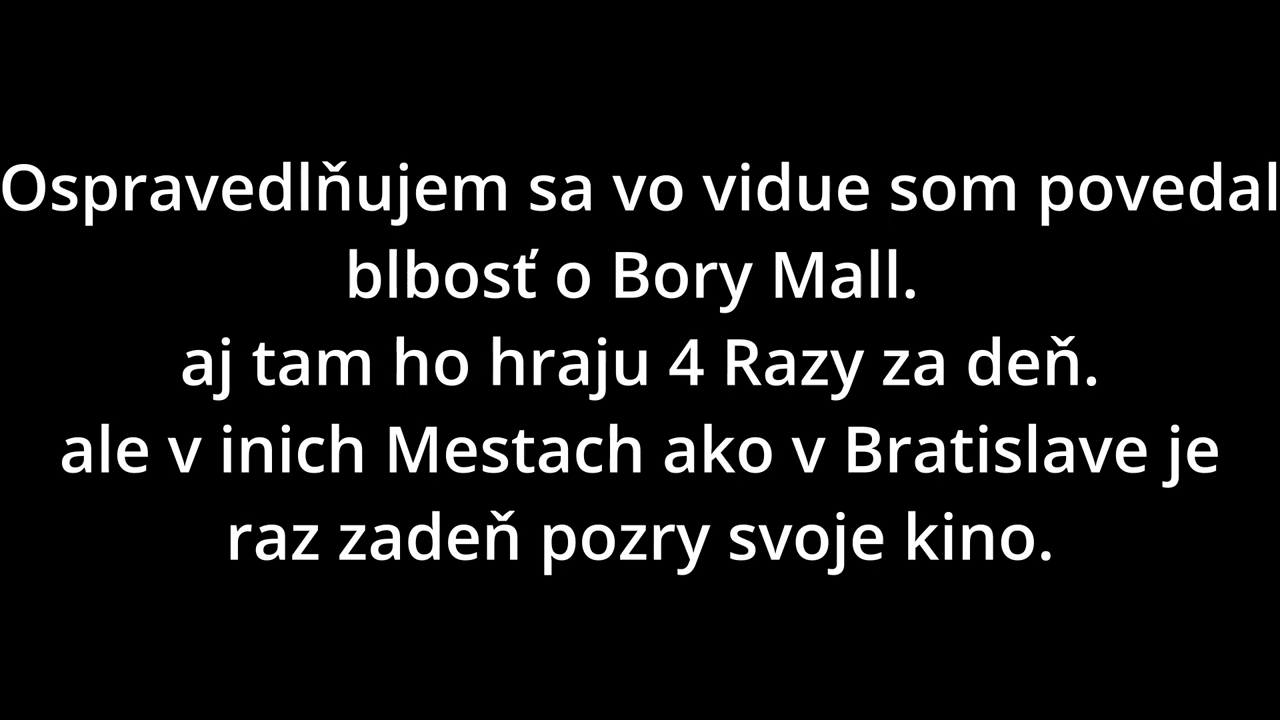 Ospravedlňujem sa vo vidue som povedal
blbosť o Bory Mall.
aj tam ho hraju 4 Razy za deň.
ale v inich Mestach ako v Bratislave je
raz zadeň pozry svoje kino.